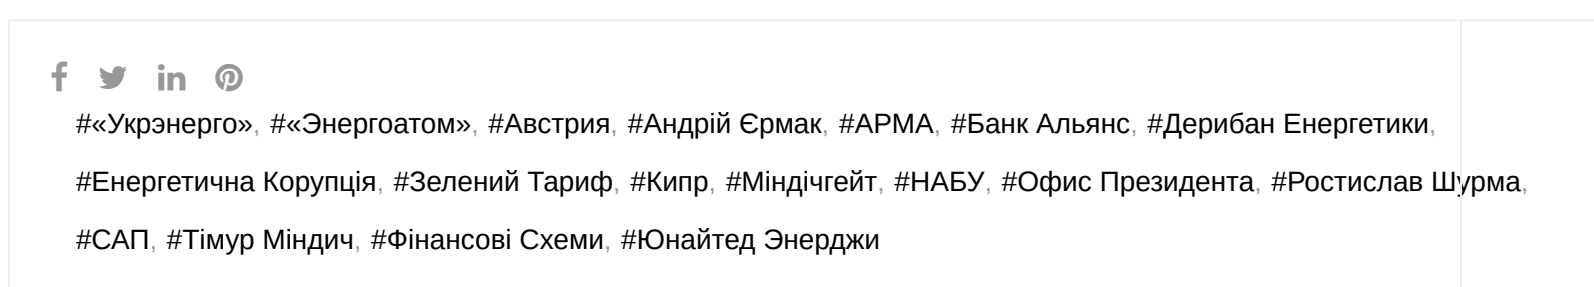 #«Укрэнерго», #«Энергоатом», #Австрия, #Андрій Єрмак, #АРМА, #Банк Альянс, #Дерибан Енергетики,
#Енергетична Корупція, #Зелений Тариф, #Кипр, #Міндічгейт, #НАБУ, #Офис Президента, #Ростислав Шурма,
#САП, #Тімур Міндич, #Фінансові Схеми, #Юнайтед Энерджи